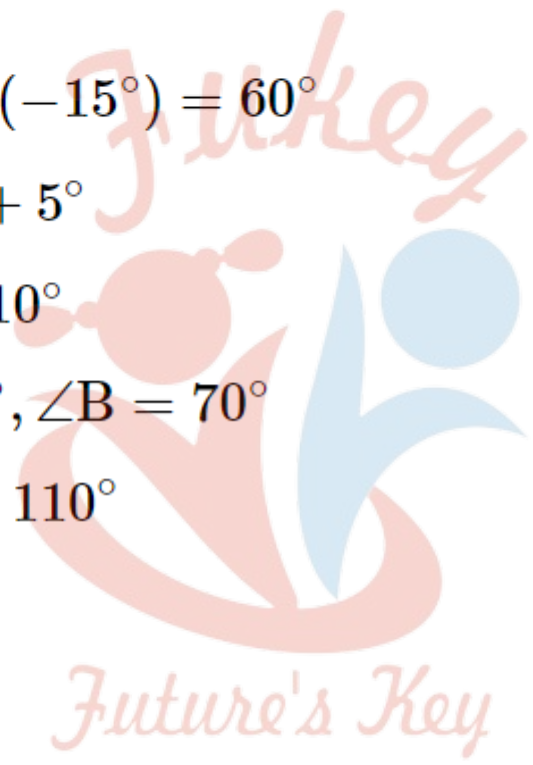 (−15°) = 60°
+ 5°
10°
°, ∠B = 70°
110°
Fukey
Future's Key